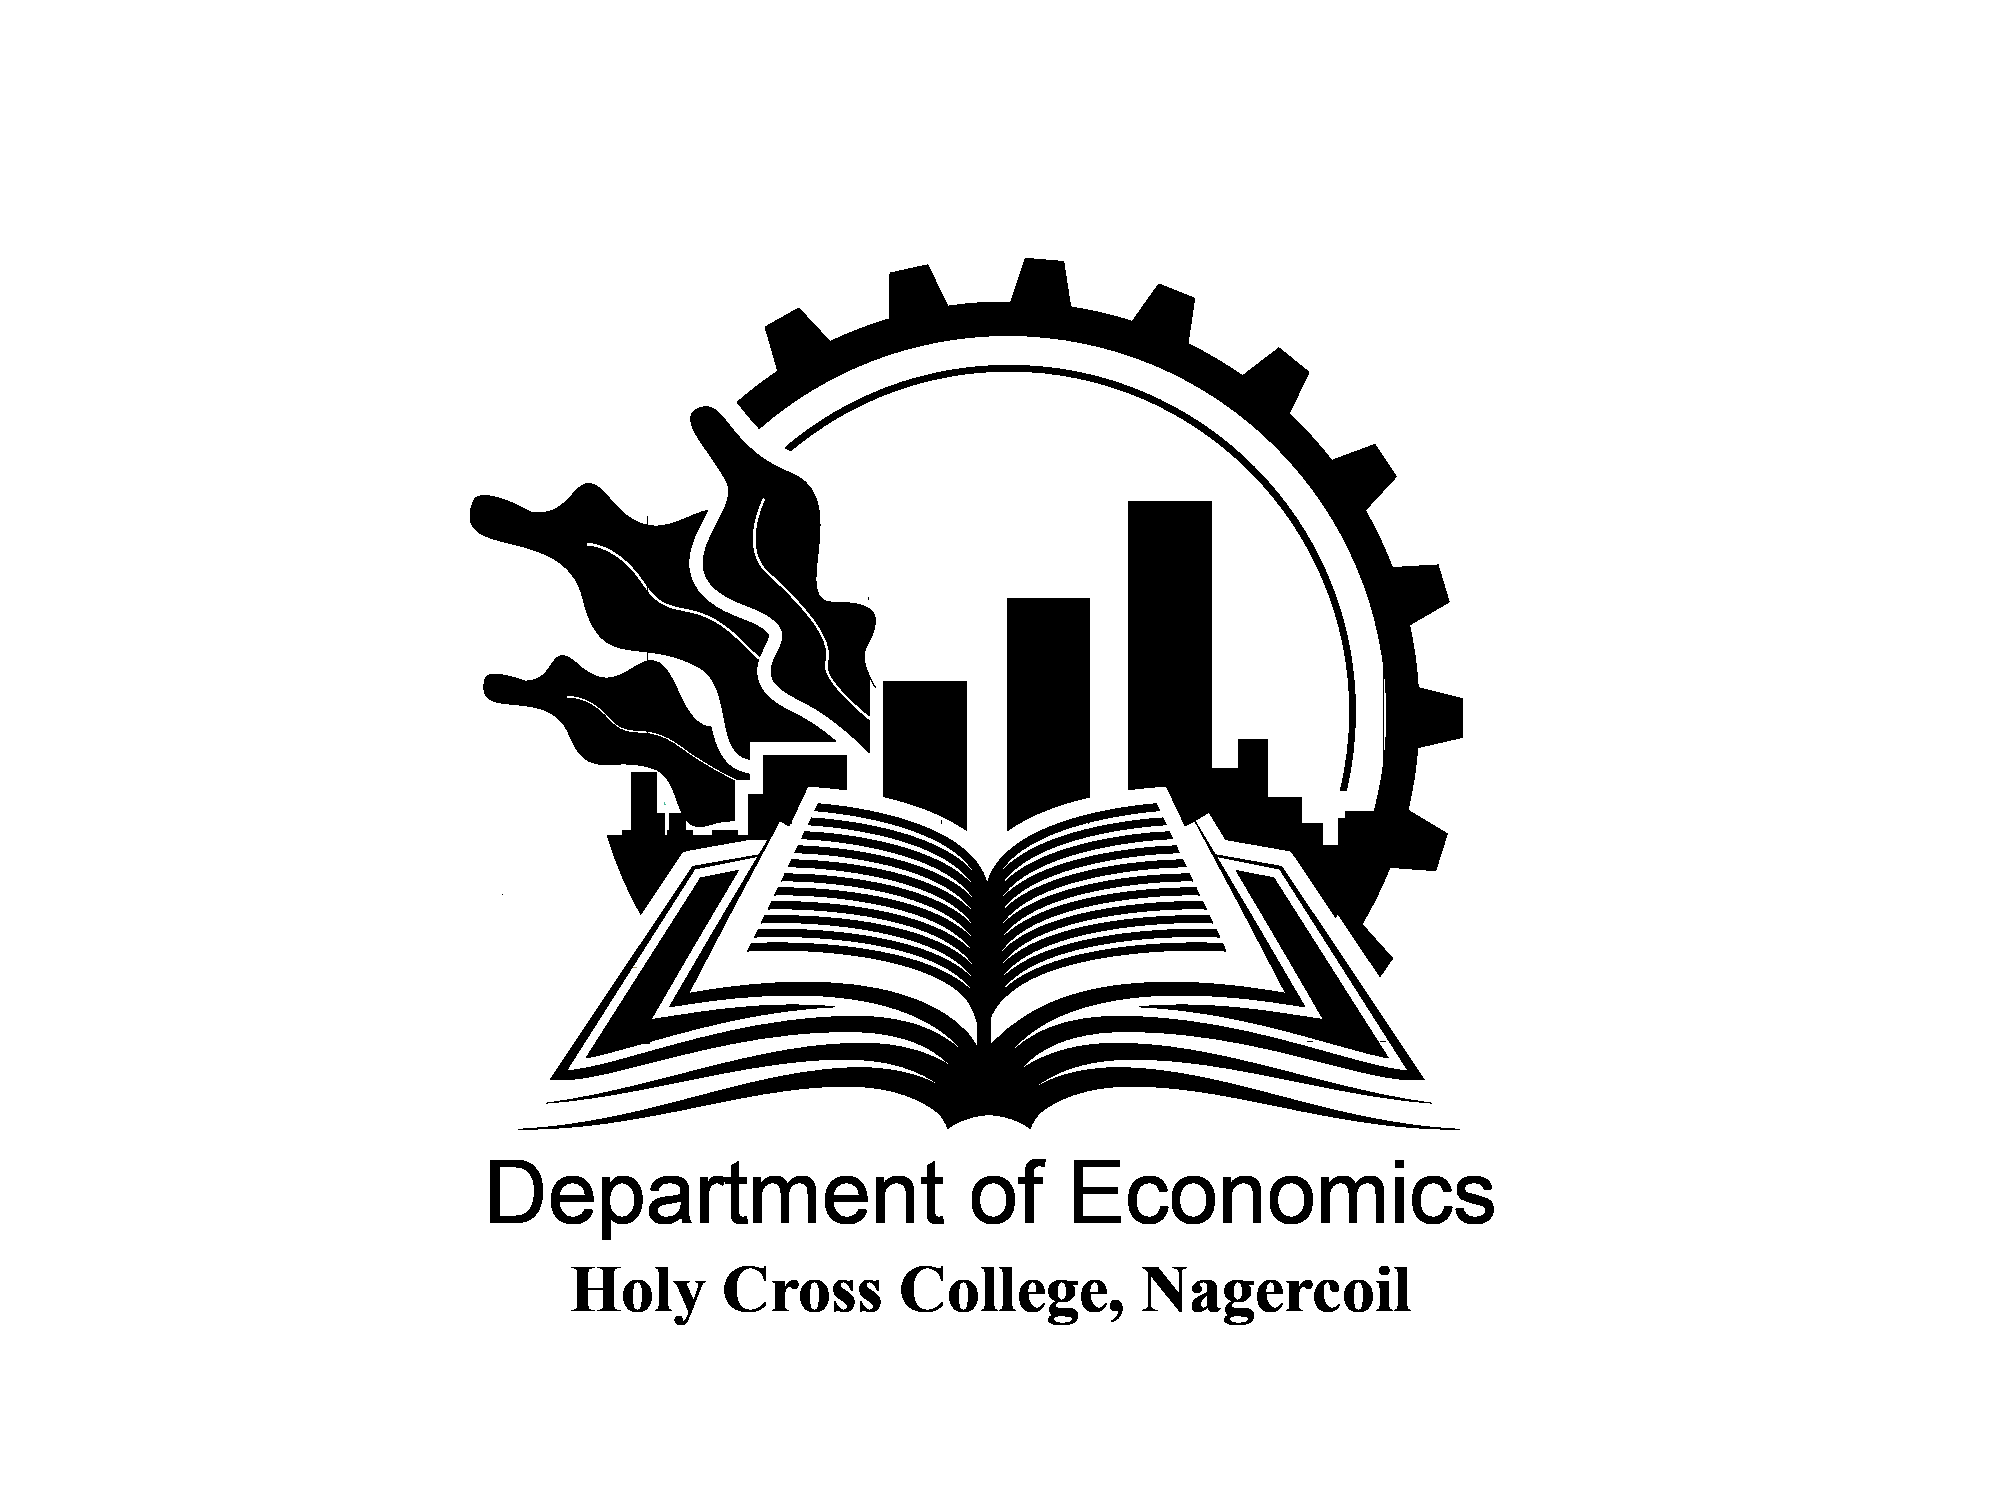 Department of Economics
Holy Cross College, Nagercoil